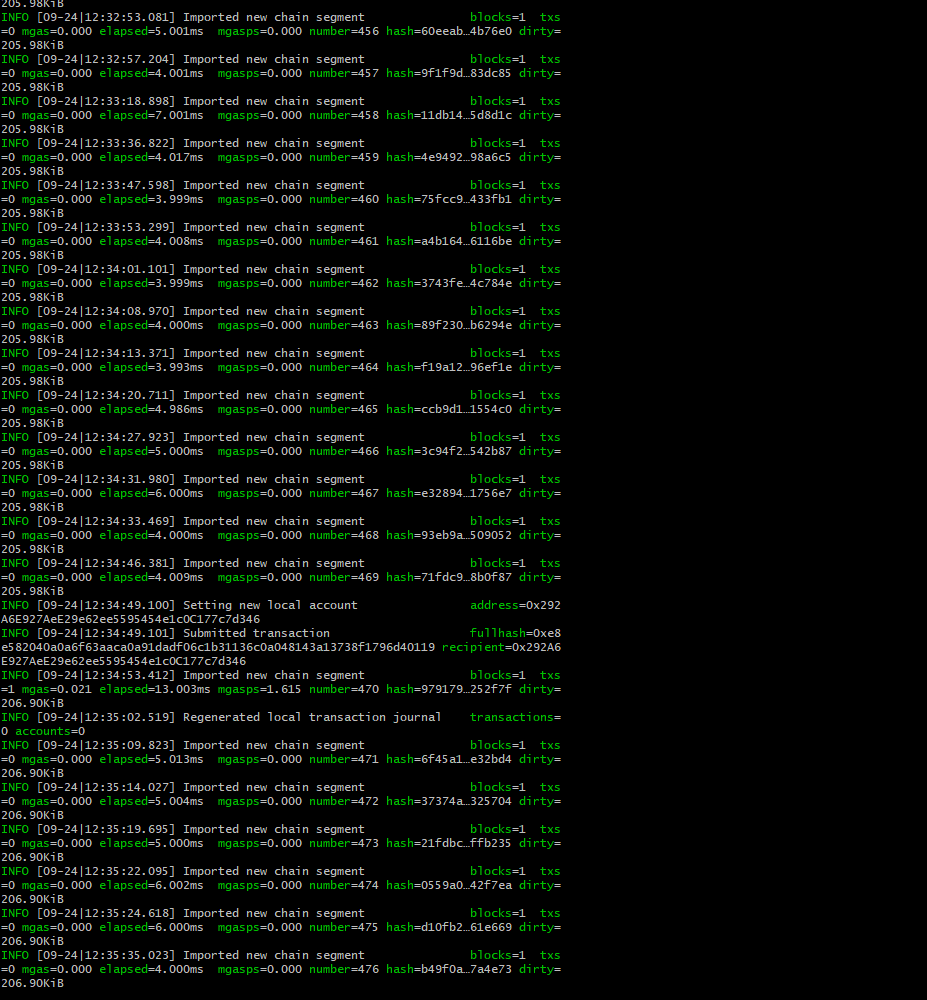 205.98KiB
INFO [09-24|12:32:53.081] Imported new chain segment               blocks=1  txs
=0 mgas=0.000 elapsed=5.001ms  mgasps=0.000 number=456 hash=60eeab…4b76e0 dirty=
205.98KiB
INFO [09-24|12:32:57.204] Imported new chain segment               blocks=1  txs
=0 mgas=0.000 elapsed=4.001ms  mgasps=0.000 number=457 hash=9f1f9d…83dc85 dirty=
205.98KiB
INFO [09-24|12:33:18.898] Imported new chain segment               blocks=1  txs
=0 mgas=0.000 elapsed=7.001ms  mgasps=0.000 number=458 hash=11db14…5d8d1c dirty=
205.98KiB
INFO [09-24|12:33:36.822] Imported new chain segment               blocks=1  txs
=0 mgas=0.000 elapsed=4.017ms  mgasps=0.000 number=459 hash=4e9492…98a6c5 dirty=
205.98KiB
INFO [09-24|12:33:47.598] Imported new chain segment               blocks=1  txs
=0 mgas=0.000 elapsed=3.999ms  mgasps=0.000 number=460 hash=75fcc9…433fb1 dirty=
205.98KiB
INFO [09-24|12:33:53.299] Imported new chain segment               blocks=1  txs
=0 mgas=0.000 elapsed=4.008ms  mgasps=0.000 number=461 hash=a4b164…6116be dirty=
205.98KiB
INFO [09-24|12:34:01.101] Imported new chain segment               blocks=1  txs
=0 mgas=0.000 elapsed=3.999ms  mgasps=0.000 number=462 hash=3743fe…4c784e dirty=
205.98KiB
INFO [09-24|12:34:08.970] Imported new chain segment               blocks=1  txs
=0 mgas=0.000 elapsed=4.000ms  mgasps=0.000 number=463 hash=89f230…b6294e dirty=
205.98KiB
INFO [09-24|12:34:13.371] Imported new chain segment               blocks=1  txs
=0 mgas=0.000 elapsed=3.993ms  mgasps=0.000 number=464 hash=f19a12…96ef1e dirty=
205.98KiB
INFO [09-24|12:34:20.711] Imported new chain segment               blocks=1  txs
=0 mgas=0.000 elapsed=4.986ms  mgasps=0.000 number=465 hash=ccb9d1…1554c0 dirty=
205.98KiB
INFO [09-24|12:34:27.923] Imported new chain segment               blocks=1  txs
=0 mgas=0.000 elapsed=5.000ms  mgasps=0.000 number=466 hash=3c94f2…542b87 dirty=
205.98KiB
INFO [09-24|12:34:31.980] Imported new chain segment               blocks=1  txs
=0 mgas=0.000 elapsed=6.000ms  mgasps=0.000 number=467 hash=e32894…1756e7 dirty=
205.98KiB
INFO [09-24|12:34:33.469] Imported new chain segment               blocks=1  txs
=0 mgas=0.000 elapsed=4.000ms  mgasps=0.000 number=468 hash=93eb9a…509052 dirty=
205.98KiB
INFO [09-24|12:34:46.381] Imported new chain segment               blocks=1  txs
=0 mgas=0.000 elapsed=4.009ms  mgasps=0.000 number=469 hash=71fdc9…8b0f87 dirty=
205.98KiB
INFO [09-24|12:34:49.100] Setting new local account                address=0x292
A6E927AeE29e62ee5595454e1c0C177c7d346
INFO [09-24|12:34:49.101] Submitted transaction                    fullhash=0xe8
e582040a0a6f63aaca0a91dadf06c1b31136c0a048143a13738f1796d40119 recipient=0x292A6
E927AeE29e62ee5595454e1c0C177c7d346
INFO [09-24|12:34:53.412] Imported new chain segment               blocks=1  txs
=1 mgas=0.021 elapsed=13.003ms mgasps=1.615 number=470 hash=979179…252f7f dirty=
206.90KiB
INFO [09-24|12:35:02.519] Regenerated local transaction journal    transactions=
0 accounts=0
INFO [09-24|12:35:09.823] Imported new chain segment               blocks=1  txs
=0 mgas=0.000 elapsed=5.013ms  mgasps=0.000 number=471 hash=6f45a1…e32bd4 dirty=
206.90KiB
INFO [09-24|12:35:14.027] Imported new chain segment               blocks=1  txs
=0 mgas=0.000 elapsed=5.004ms  mgasps=0.000 number=472 hash=37374a…325704 dirty=
206.90KiB
INFO [09-24|12:35:19.695] Imported new chain segment               blocks=1  txs
=0 mgas=0.000 elapsed=5.000ms  mgasps=0.000 number=473 hash=21fdbc…ffb235 dirty=
206.90KiB
INFO [09-24|12:35:22.095] Imported new chain segment               blocks=1  txs
=0 mgas=0.000 elapsed=6.002ms  mgasps=0.000 number=474 hash=0559a0…42f7ea dirty=
206.90KiB
INFO [09-24|12:35:24.618] Imported new chain segment               blocks=1  txs
=0 mgas=0.000 elapsed=6.000ms  mgasps=0.000 number=475 hash=d10fb2…61e669 dirty=
206.90KiB
INFO [09-24|12:35:35.023] Imported new chain segment               blocks=1  txs
=0 mgas=0.000 elapsed=4.000ms  mgasps=0.000 number=476 hash=b49f0a…7a4e73 dirty=
206.90KiB